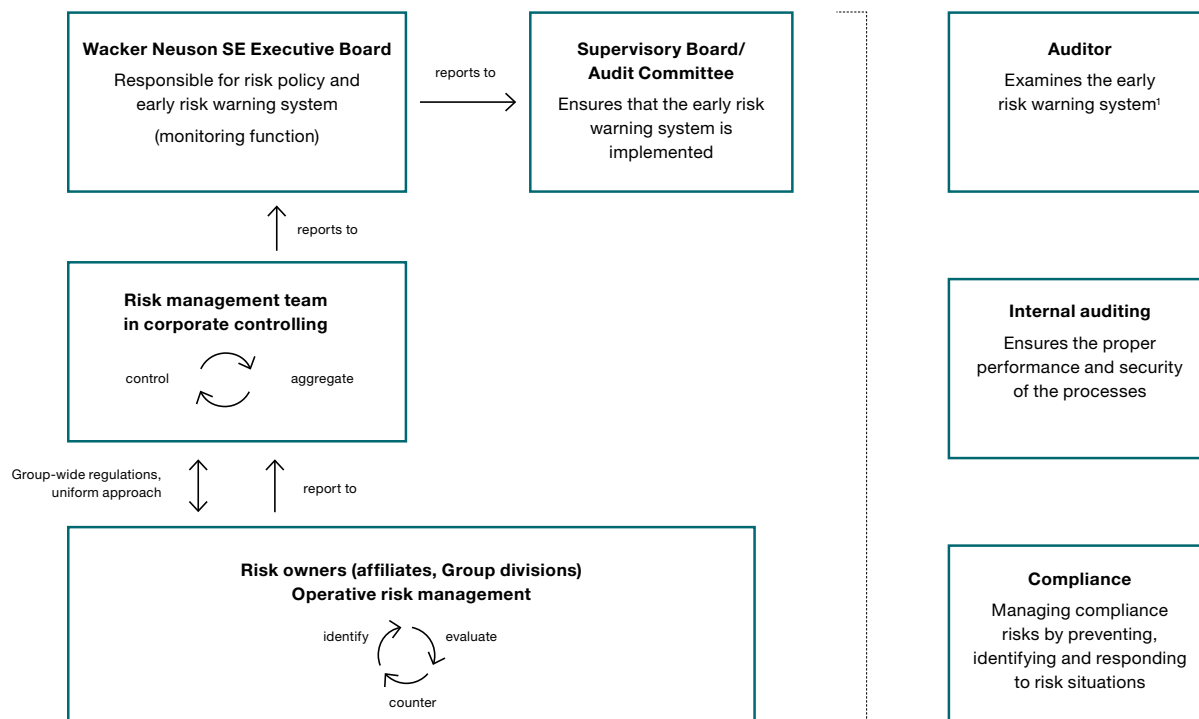 Wacker Neuson SE Executive Board
Responsible for risk policy and
early risk warning system
(monitoring function)
reports to
Supervisory Board/
Audit Committee
Ensures that the early risk
warning system is
implemented
Auditor
Examines the early
risk warning system¹
reports to
Risk management team
in corporate controlling
control
aggregate
Internal auditing
Ensures the proper
performance and security
of the processes
Group-wide regulations,
uniform approach
report to
Risk owners (affiliates, Group divisions)
Operative risk management
identify
evaluate
counter
Compliance
Managing compliance
risks by preventing,
identifying and responding
to risk situations